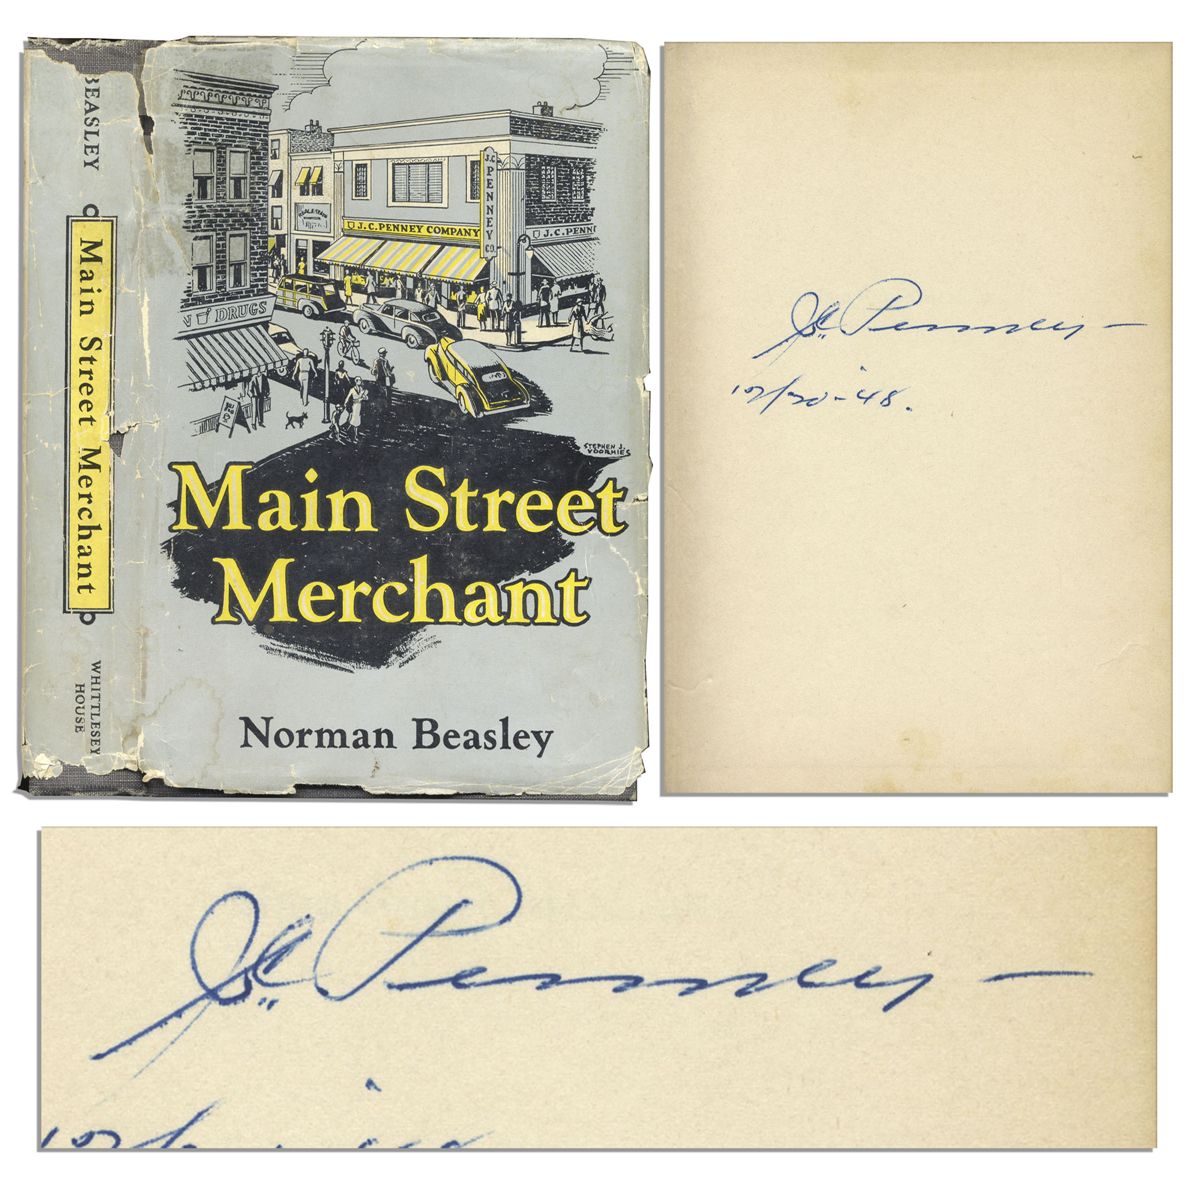 BEASLEY
Main Street Merchant
WHITTLESEY
HOUSE
J.C. PENNEY CO.
J.C. PENNEY COMPANY
J.C. PENN
DRUGS
STEPHEN J.
VOORHIES
Main Street
Merchant
Norman Beasley
JC Penney
12/20-48.
JC Penney